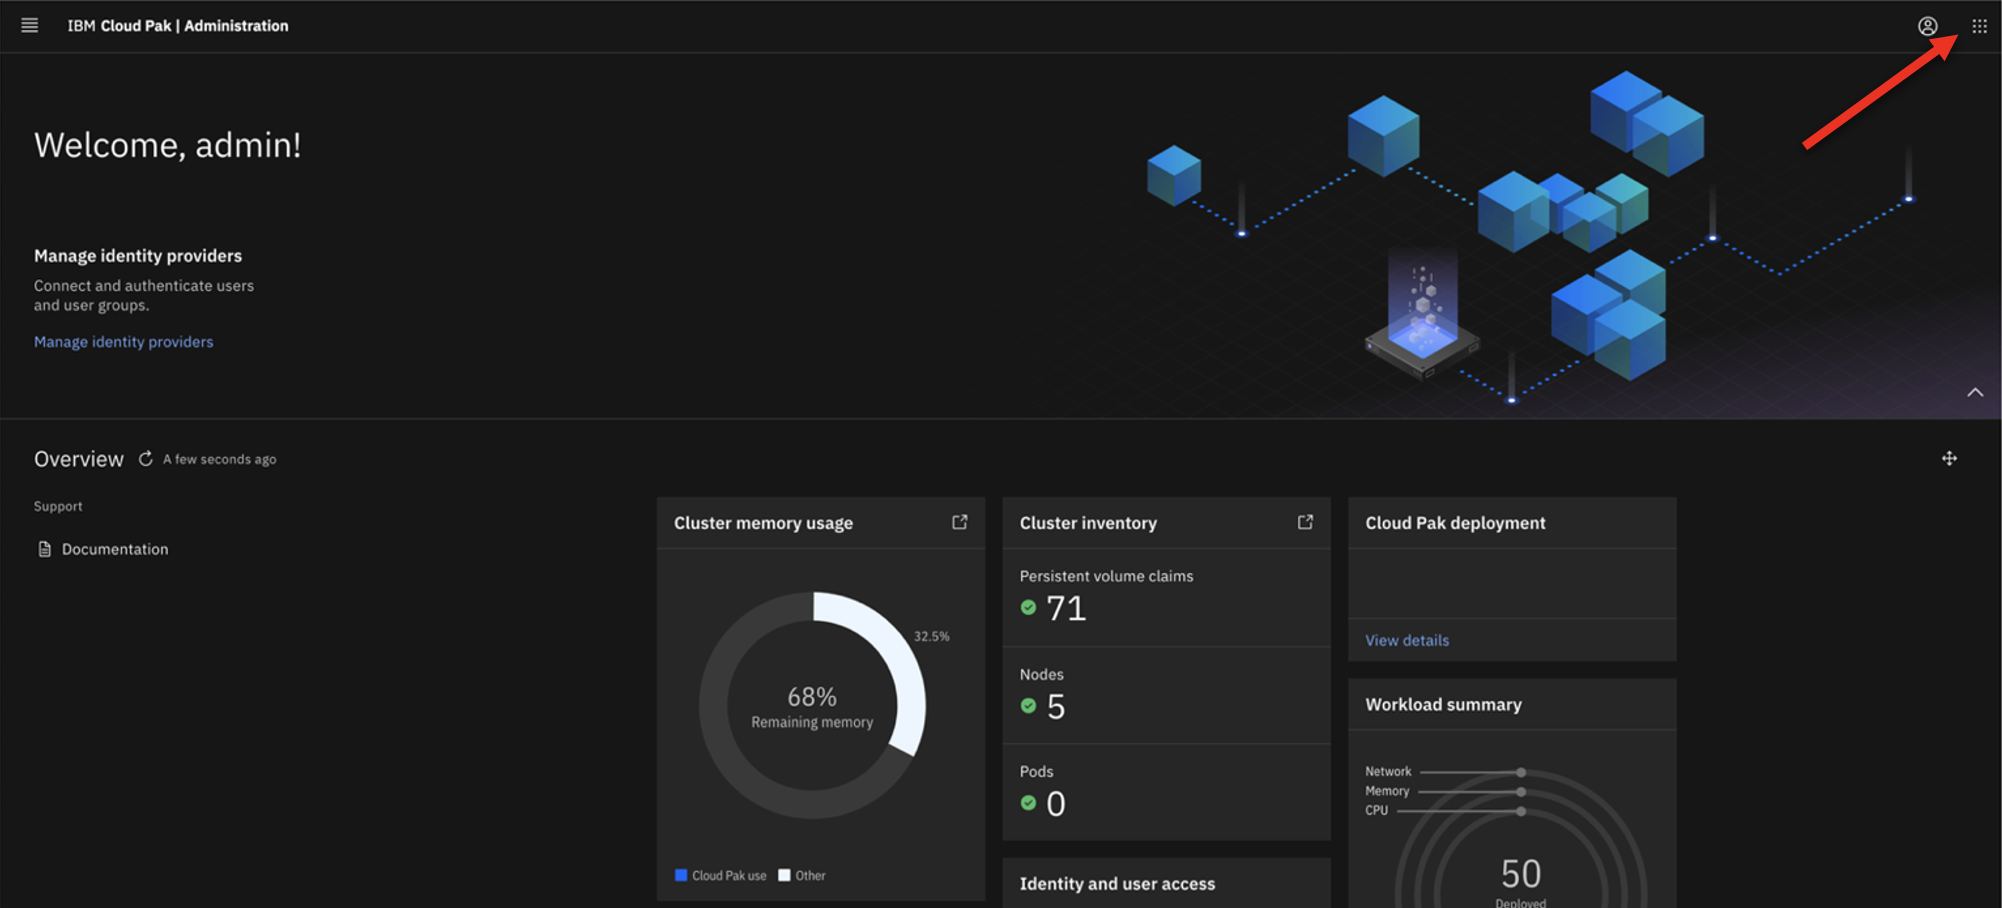 IBM Cloud Pak | Administration
Welcome, admin!
Manage identity providers
Connect and authenticate users
and user groups.
Manage identity providers
Overview A few seconds ago
Support
Documentation
Cluster memory usage
32.5%
68%
Remaining memory
Cloud Pak use Other
Cluster inventory
Persistent volume claims
71
Nodes
5
Pods
0
Identity and user access
Cloud Pak deployment
View details
Workload summary
Network
Memory
CPU
50
Deployed